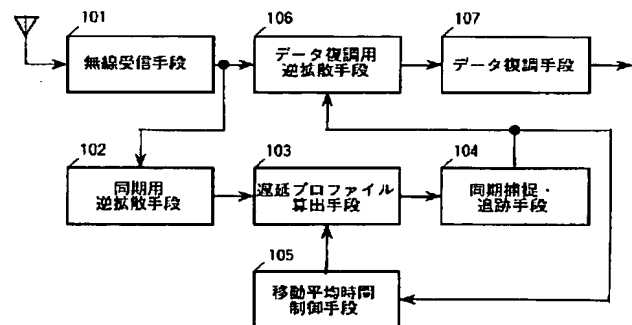 101
無線受信手段
106
データ復調用
逆拡散手段
107
データ復調手段
102
同期用
逆拡散手段
103
遅延プロファイル
算出手段
104
同期捕捉・
追跡手段
105
移動平均時間
制御手段